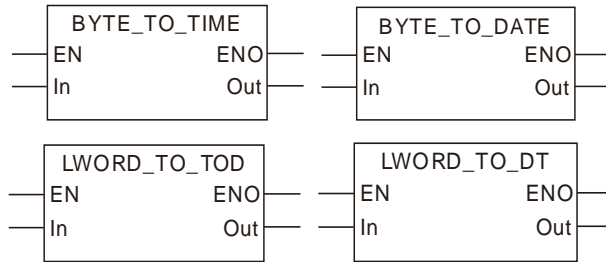 BYTE_TO_TIME
EN ENO
In Out
BYTE_TO_DATE
EN ENO
In Out
LWORD_TO_TOD
EN ENO
In Out
LWORD_TO_DT
EN ENO
In Out